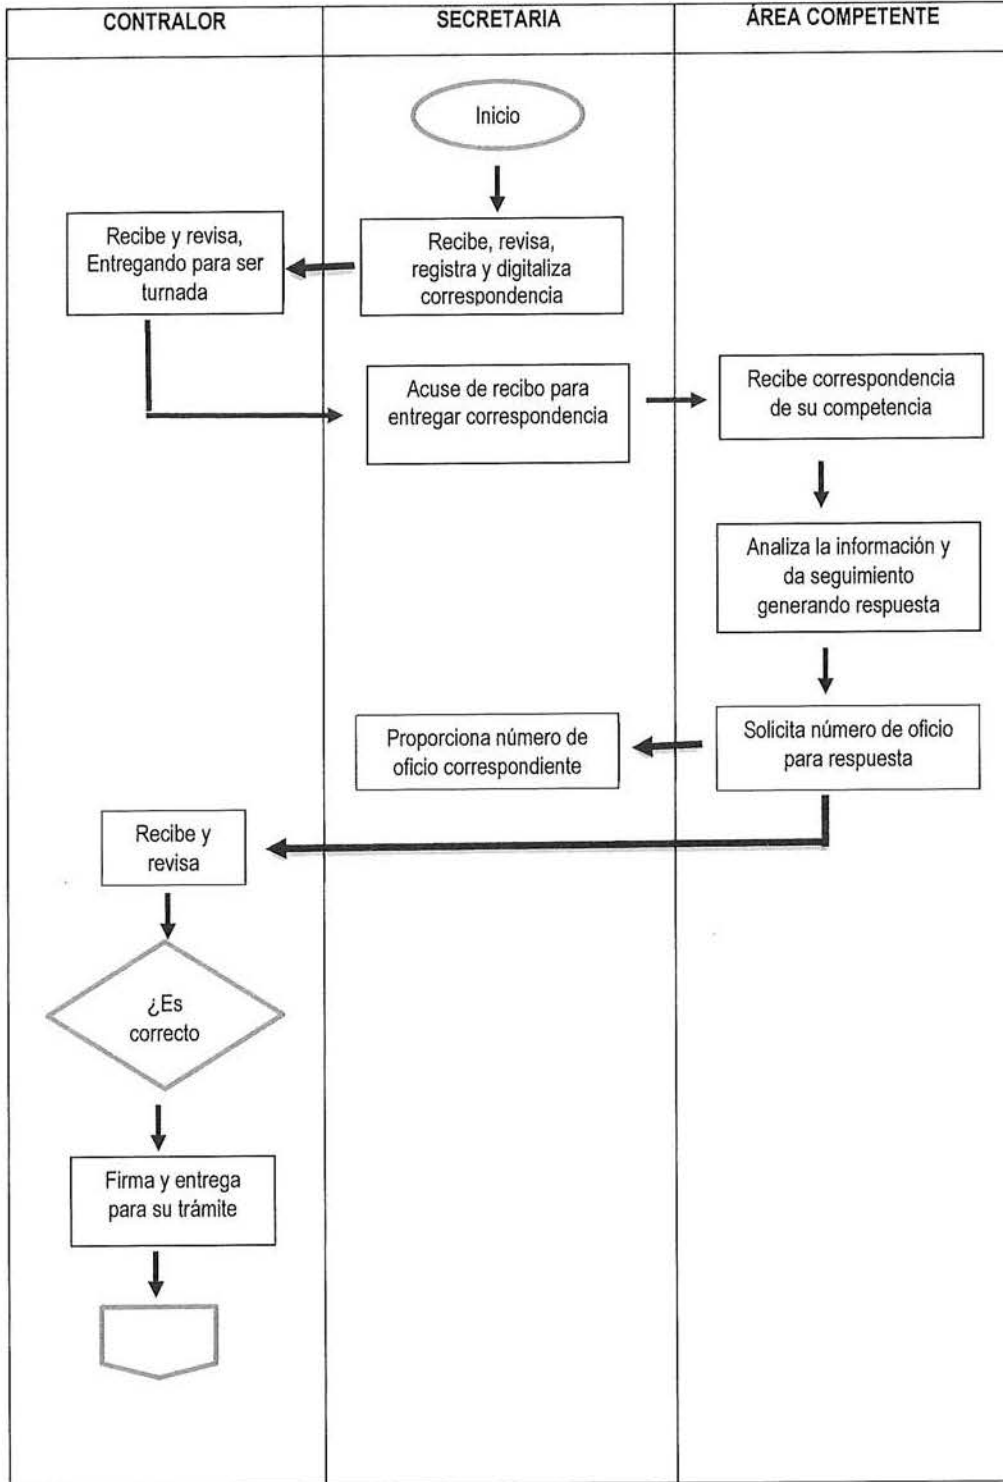 CONTRALOR
SECRETARIA
ÁREA COMPETENTE
Inicio
Recibe, revisa,
registra y digitaliza
correspondencia
Recibe y revisa,
Entregando para ser
turnada
Acuse de recibo para
entregar correspondencia
Recibe correspondencia
de su competencia
Analiza la información y
da seguimiento
generando respuesta
Solicita número de oficio
para respuesta
Proporciona número de
oficio correspondiente
Recibe y
revisa
¿Es
correcto
Firma y entrega
para su trámite